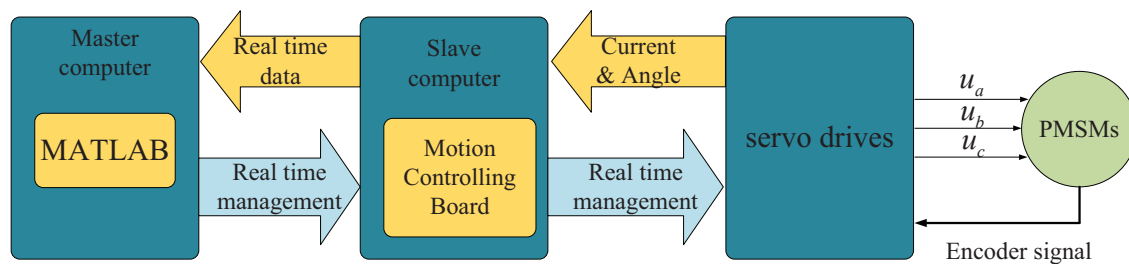 Master
computer
MATLAB
Real time
data
Real time
management
Slave
computer
Motion
Controlling
Board
Current
& Angle
Real time
management
servo drives
u_a
u_b
u_c
PMSMs
Encoder signal